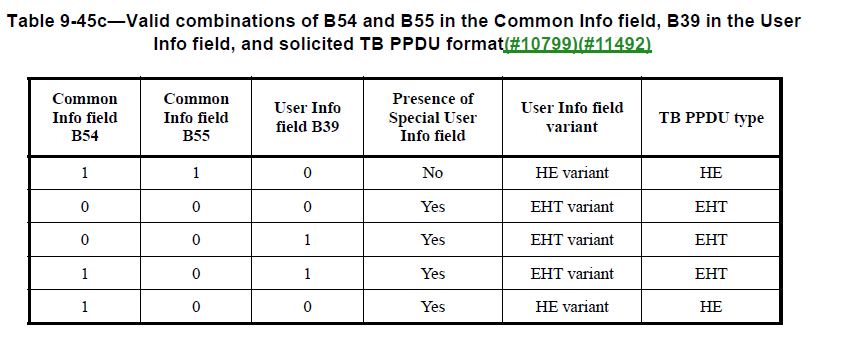 Table 9-45c—Valid combinations of B54 and B55 in the Common Info field, B39 in the User
Info field, and solicited TB PPDU format(#10799)(#11492)
Common Info field B54 | Common Info field B55 | User Info field B39 | Presence of Special User Info field | User Info field variant | TB PPDU type
1 | 1 | 0 | No | HE variant | HE
0 | 0 | 0 | Yes | EHT variant | EHT
0 | 0 | 1 | Yes | EHT variant | EHT
1 | 0 | 1 | Yes | EHT variant | EHT
1 | 0 | 0 | Yes | HE variant | HE